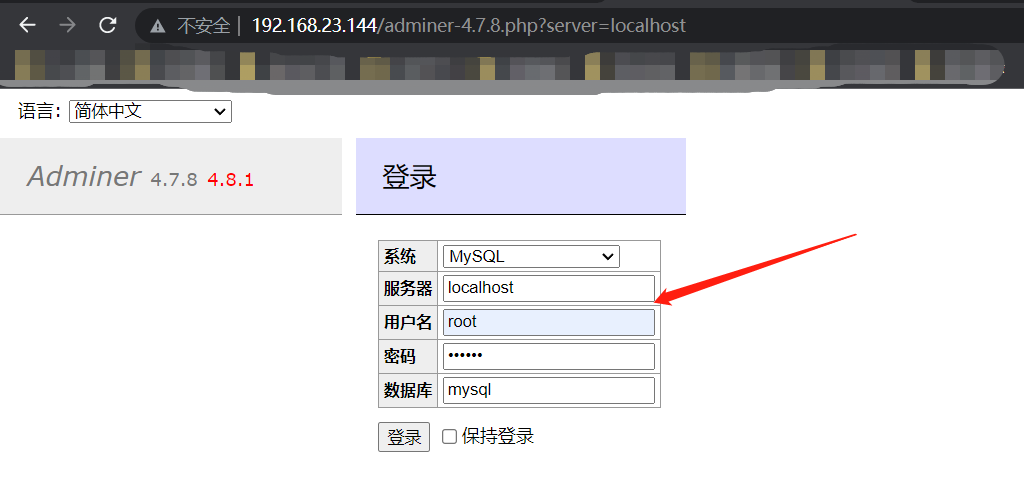 不安全 | 192.168.23.144/adminer-4.7.8.php?server=localhost
语言: 简体中文
Adminer 4.7.8 4.8.1
登录
系统 MySQL
服务器 localhost
用户名 root
密码 ••••••
数据库 mysql
登录 保持登录